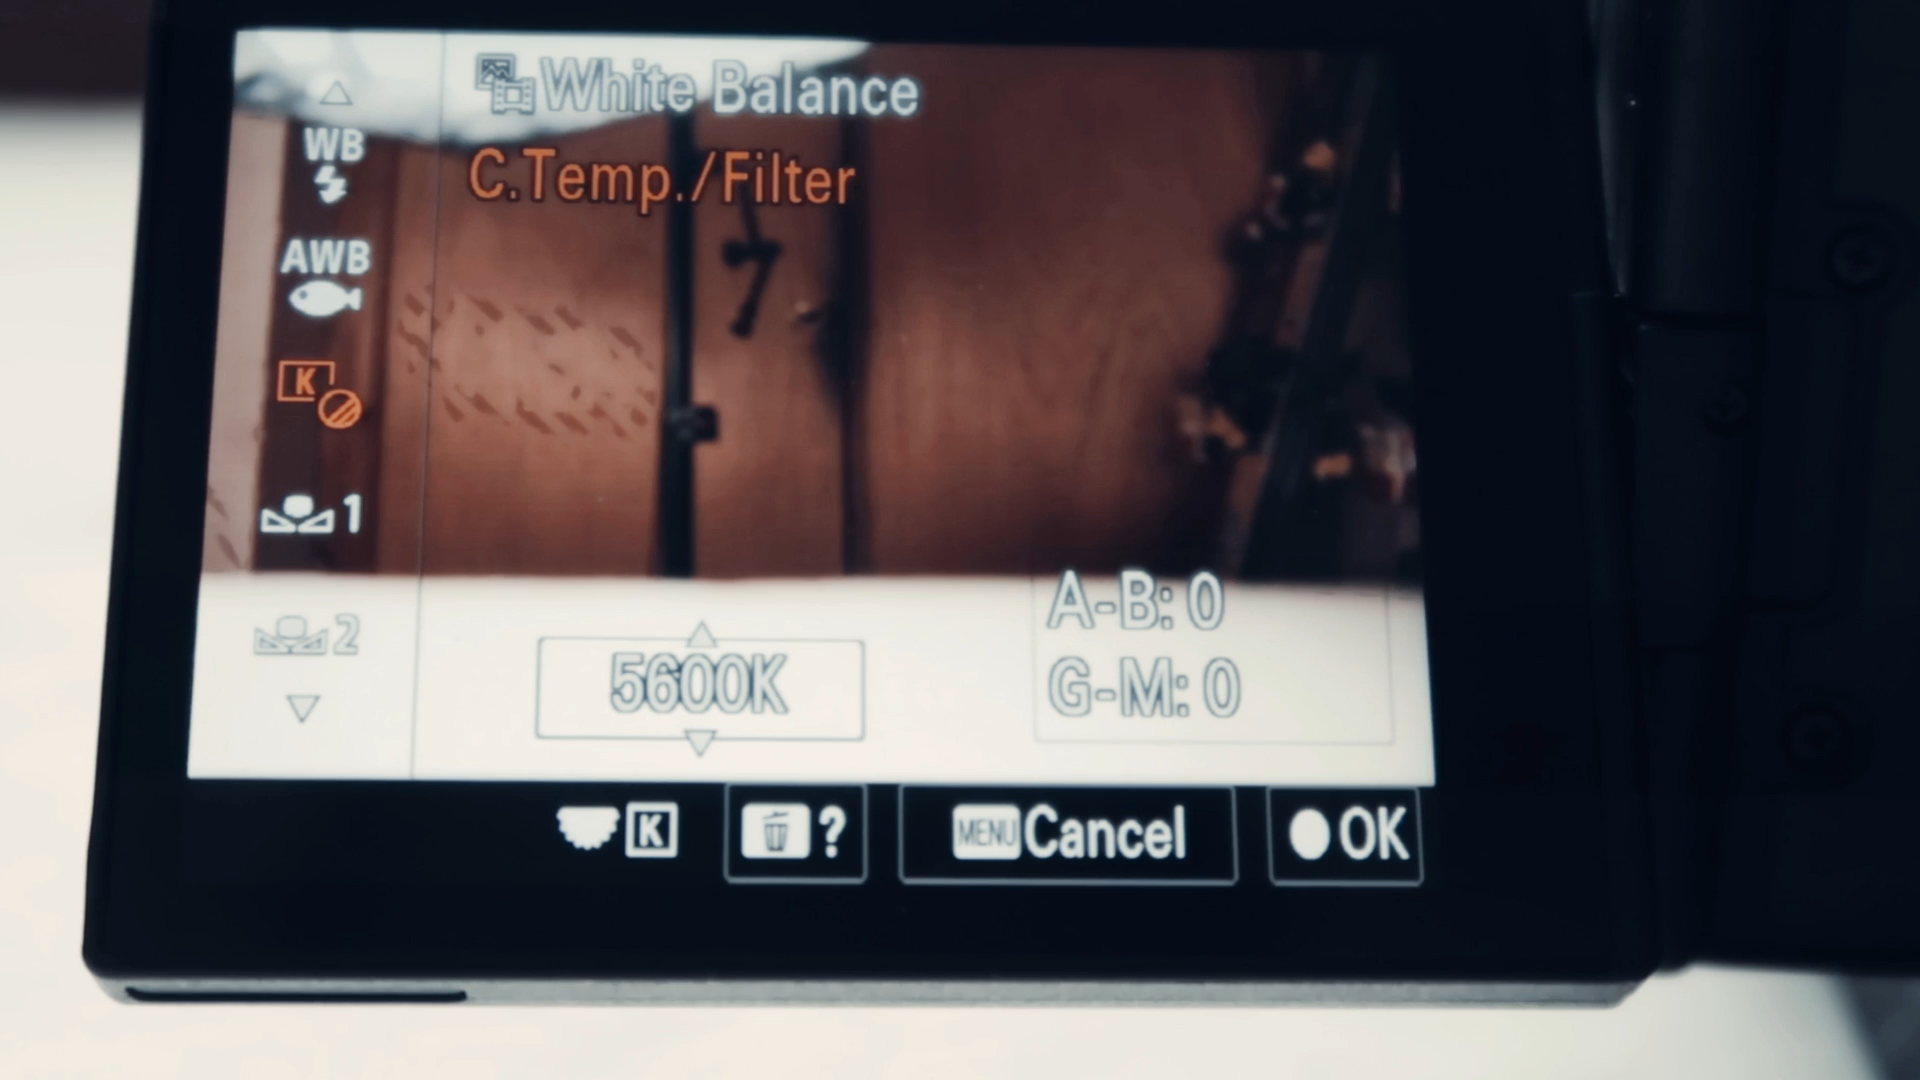 White Balance
C.Temp./Filter
WB
AWB
K
1
2
5600K
A-B: 0
G-M: 0
K
?
MENU Cancel
OK